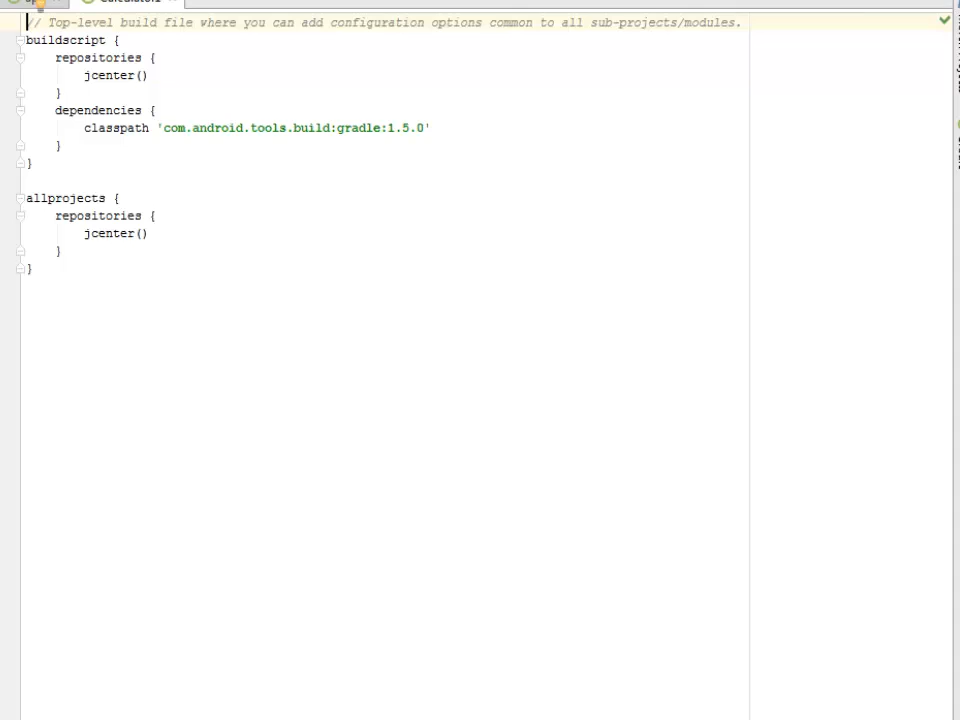 // Top-level build file where you can add configuration options common to all sub-projects/modules.
buildscript {
    repositories {
        jcenter()
    }
    dependencies {
        classpath 'com.android.tools.build:gradle:1.5.0'
    }
}

allprojects {
    repositories {
        jcenter()
    }
}